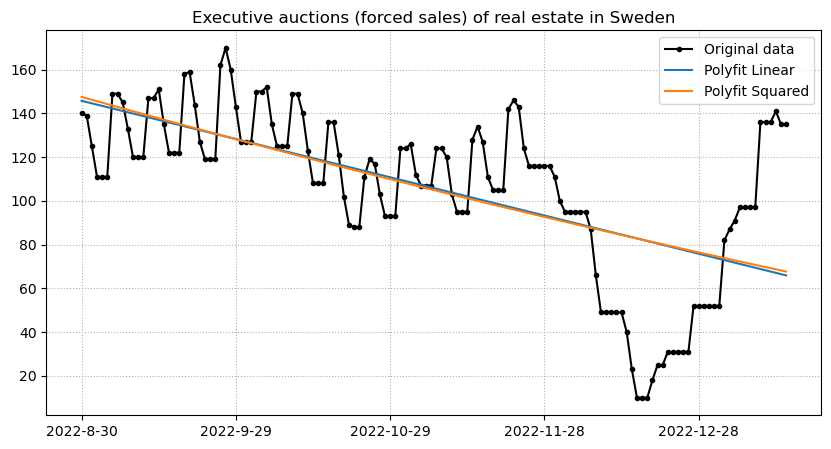 Executive auctions (forced sales) of real estate in Sweden
Original data
Polyfit Linear
Polyfit Squared
160
140
120
100
80
60
40
20
2022-8-30 2022-9-29 2022-10-29 2022-11-28 2022-12-28